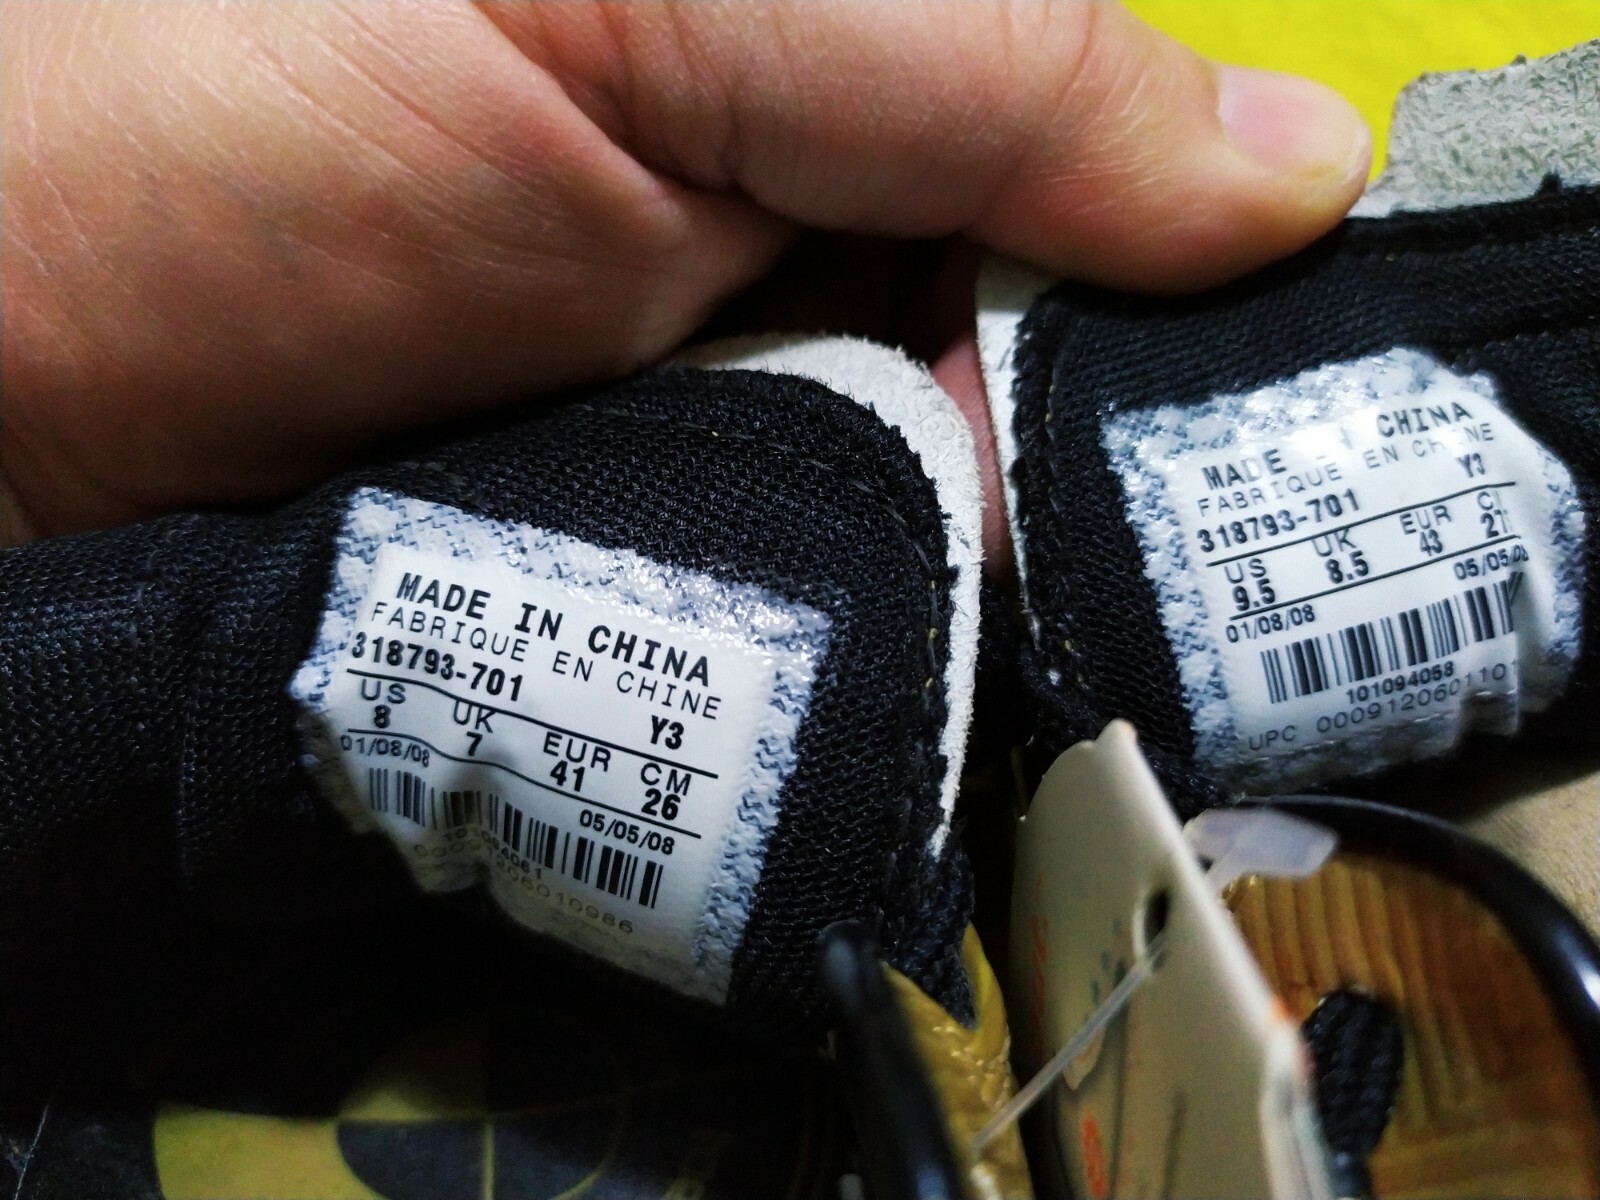 MADE IN CHINA
FABRIQUE EN CHINE
318793-701 Y3
US UK EUR CM
8 7 41 26
01/08/08 05/05/08
MADE CHINA
FABRIQUE EN CHINE
318793-701 Y3
US UK EUR
9.5 8.5 43
01/08/08 05/05/08
101094058
UPC 0009120601101